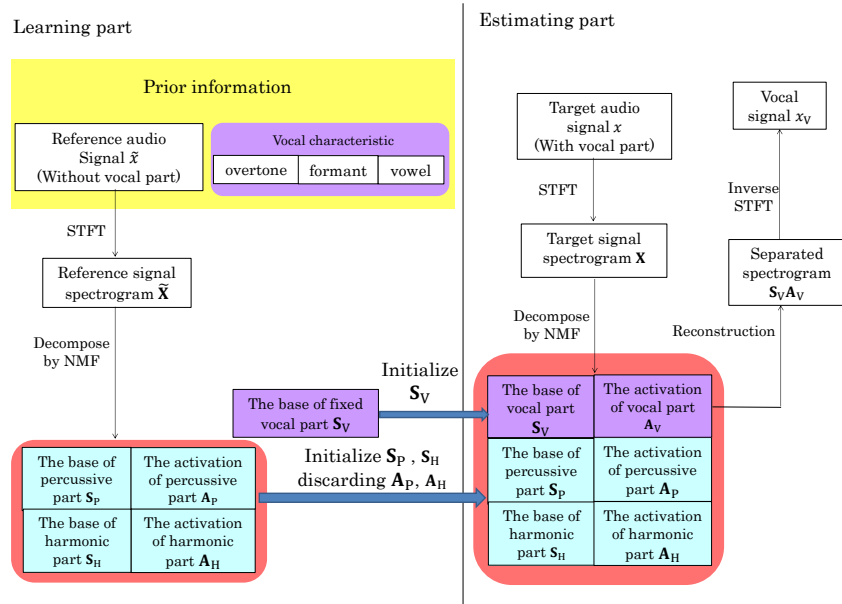 Learning part
Prior information
Reference audio
Signal x̃
(Without vocal part)
Vocal characteristic
overtone formant vowel
STFT
Reference signal
spectrogram X̃
Decompose
by NMF
The base of fixed
vocal part S_V
Initialize
S_V
Initialize S_P , S_H
discarding A_P, A_H
The base of
percussive
part S_P
The activation
of percussive
part A_P
The base of
harmonic
part S_H
The activation
of harmonic
part A_H
Estimating part
Target audio
signal x
(With vocal part)
STFT
Target signal
spectrogram X
Decompose
by NMF
The base of
vocal part
S_V
The activation
of vocal part
A_V
The base of
percussive
part S_P
The activation
of percussive
part A_P
The base of
harmonic
part S_H
The activation
of harmonic
part A_H
Reconstruction
Separated
spectrogram
S_V A_V
Inverse
STFT
Vocal
signal x_V